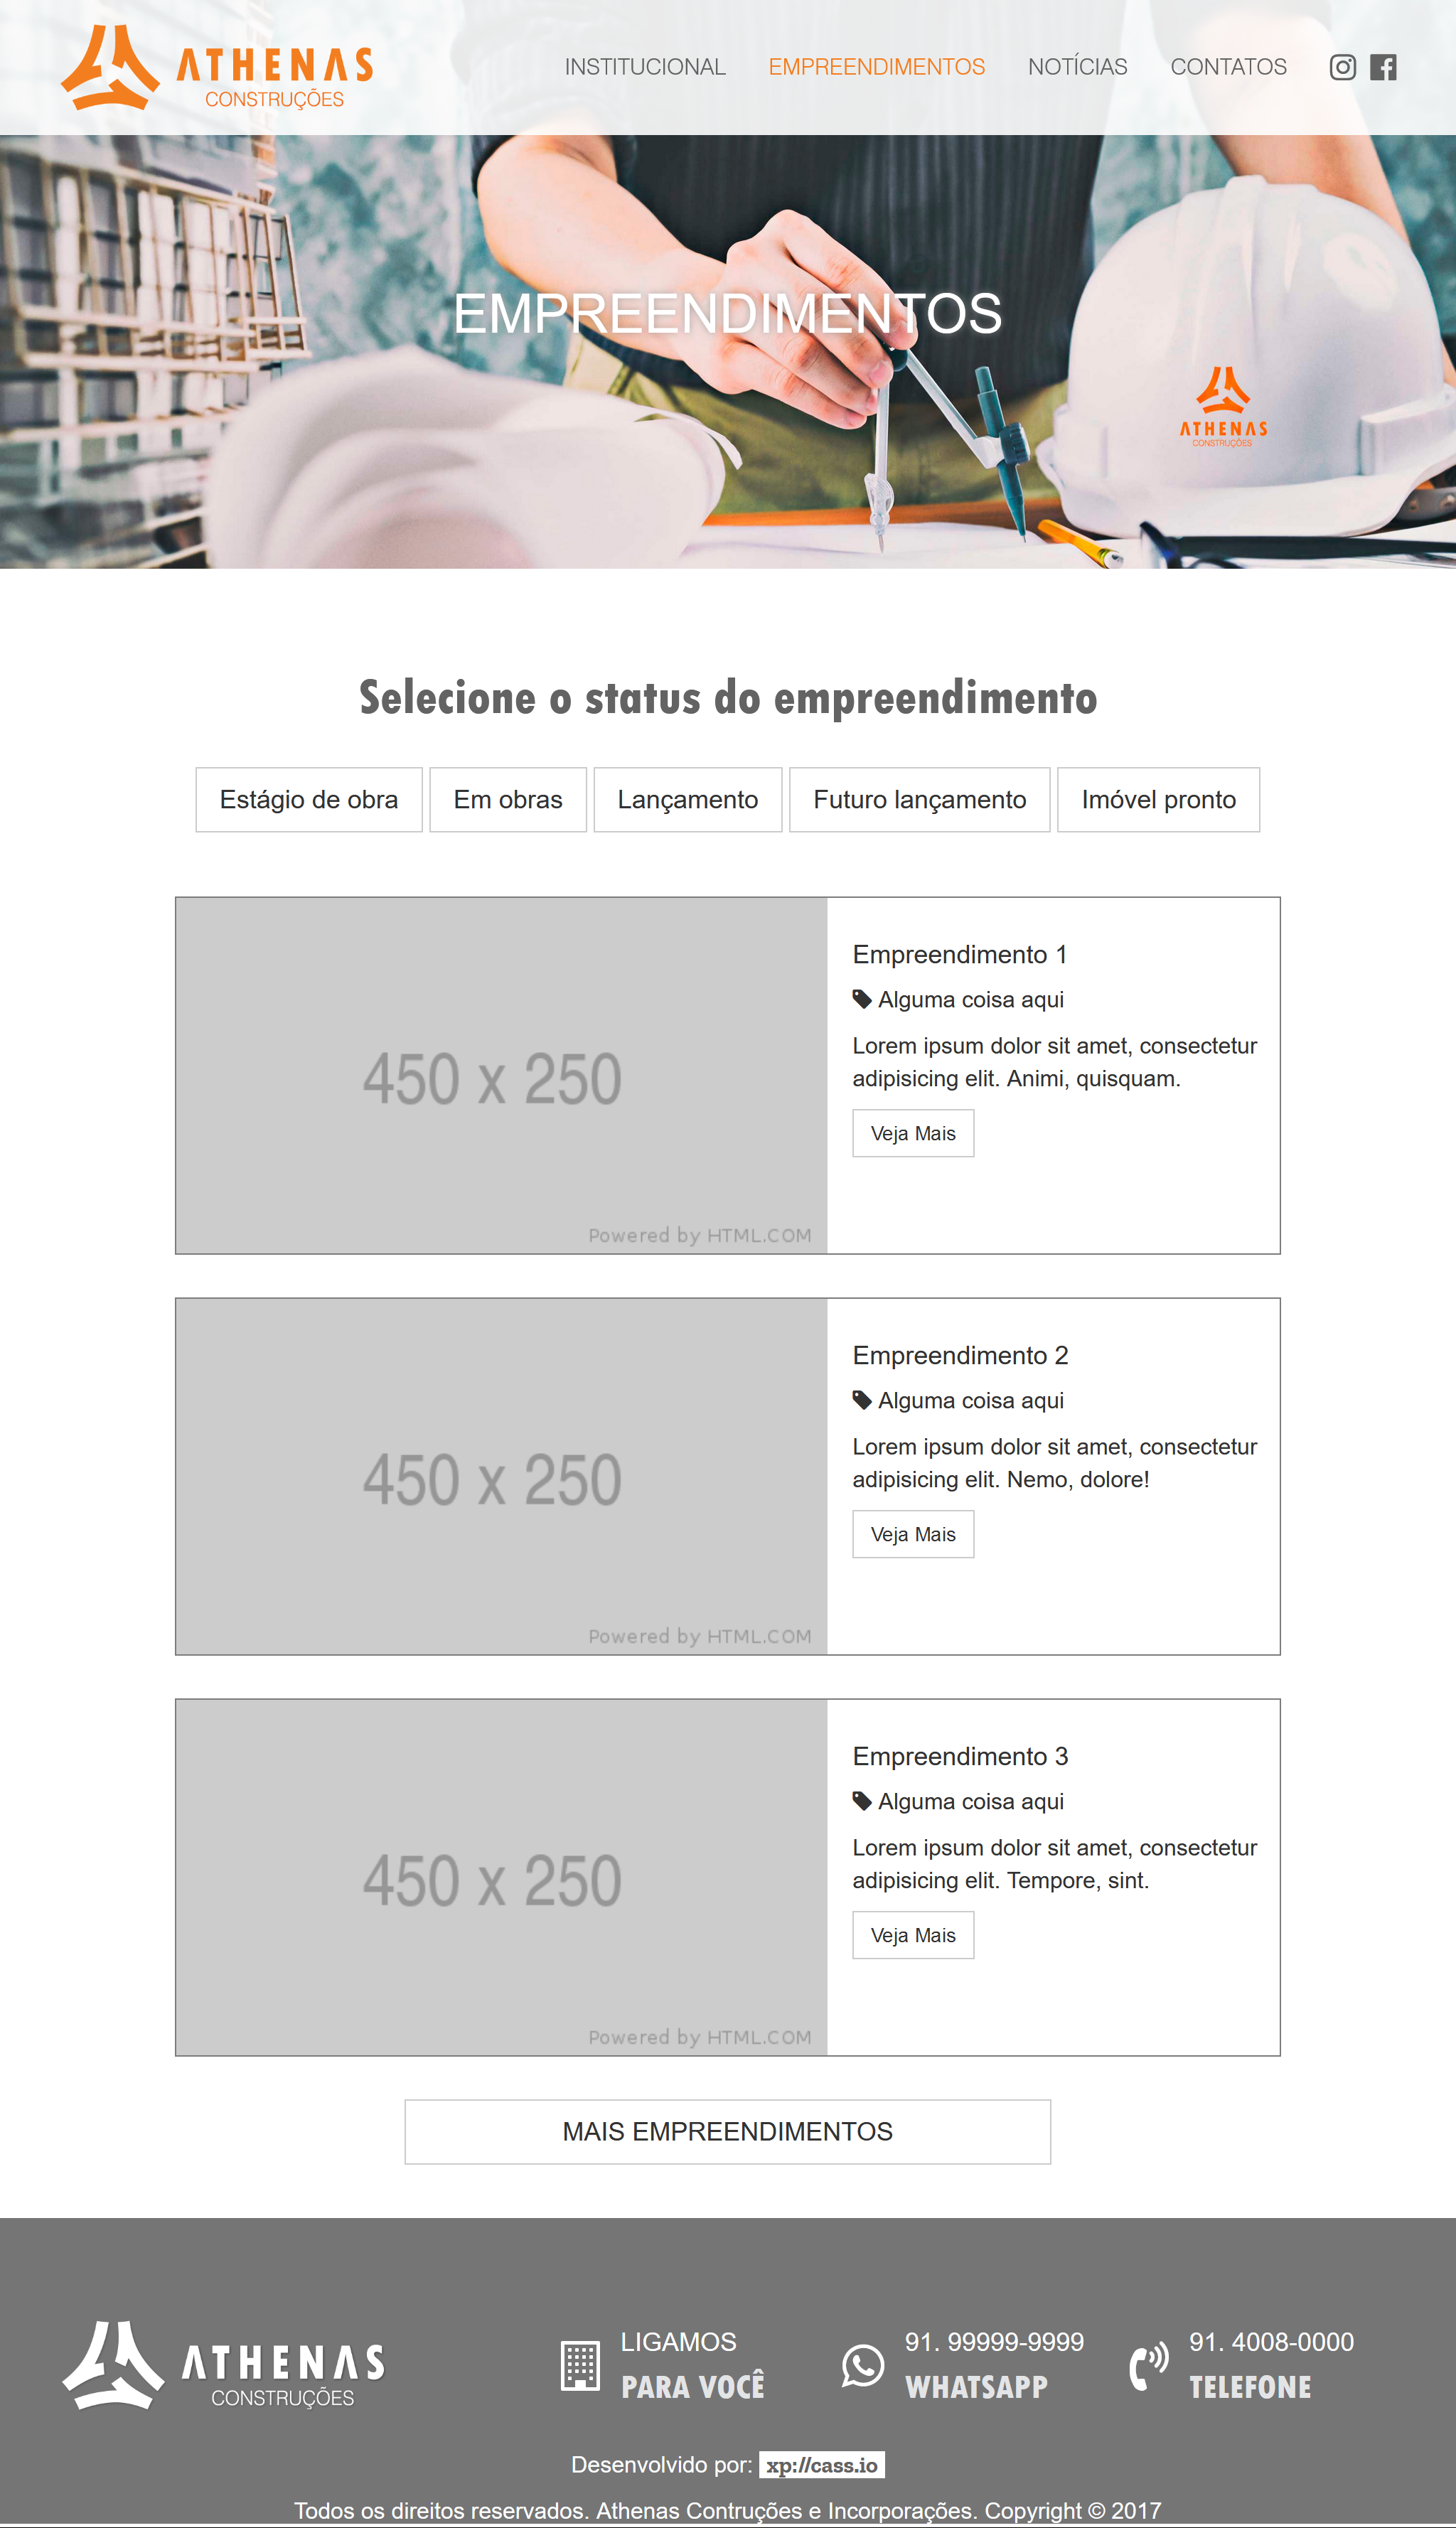 ATHENAS
CONSTRUÇÕES
INSTITUCIONAL EMPREENDIMENTOS NOTÍCIAS CONTATOS
EMPREENDIMENTOS
ATHENAS
CONSTRUÇÕES
Selecione o status do empreendimento
Estágio de obra Em obras Lançamento Futuro lançamento Imóvel pronto
450 x 250
Powered by HTML.COM
Empreendimento 1
Alguma coisa aqui
Lorem ipsum dolor sit amet, consectetur
adipisicing elit. Animi, quisquam.
Veja Mais
450 x 250
Powered by HTML.COM
Empreendimento 2
Alguma coisa aqui
Lorem ipsum dolor sit amet, consectetur
adipisicing elit. Nemo, dolore!
Veja Mais
450 x 250
Powered by HTML.COM
Empreendimento 3
Alguma coisa aqui
Lorem ipsum dolor sit amet, consectetur
adipisicing elit. Tempore, sint.
Veja Mais
MAIS EMPREENDIMENTOS
ATHENAS
CONSTRUÇÕES
LIGAMOS
PARA VOCÊ
91. 99999-9999
WHATSAPP
91. 4008-0000
TELEFONE
Desenvolvido por: xp://cass.io
Todos os direitos reservados. Athenas Contruções e Incorporações. Copyright © 2017